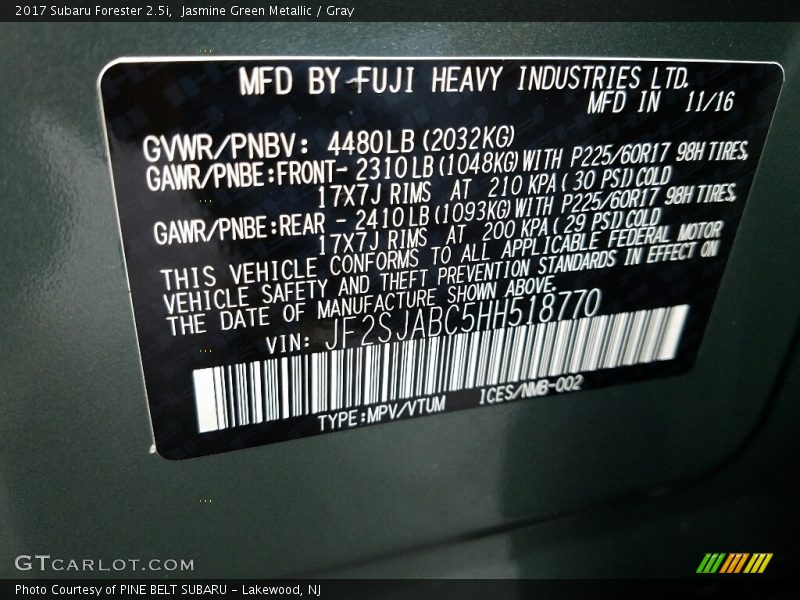 2017 Subaru Forester 2.5i, Jasmine Green Metallic / Gray
MFD BY FUJI HEAVY INDUSTRIES LTD.
MFD IN 11/16
GVWR/PNBV: 4480LB (2032KG)
GAWR/PNBE:FRONT- 2310LB (1048KG) WITH P225/60R17 98H TIRES,
17X7J RIMS AT 210 KPA ( 30 PSI) COLD
GAWR/PNBE:REAR - 2410LB (1093KG) WITH P225/60R17 98H TIRES,
17X7J RIMS AT 200 KPA ( 29 PSI) COLD
THIS VEHICLE CONFORMS TO ALL APPLICABLE FEDERAL MOTOR
VEHICLE SAFETY AND THEFT PREVENTION STANDARDS IN EFFECT ON
THE DATE OF MANUFACTURE SHOWN ABOVE.
VIN: JF2SJABC5HH518770
TYPE:MPV/VTUM ICES/NMB-002
GTCARLOT.COM
Photo Courtesy of PINE BELT SUBARU - Lakewood, NJ